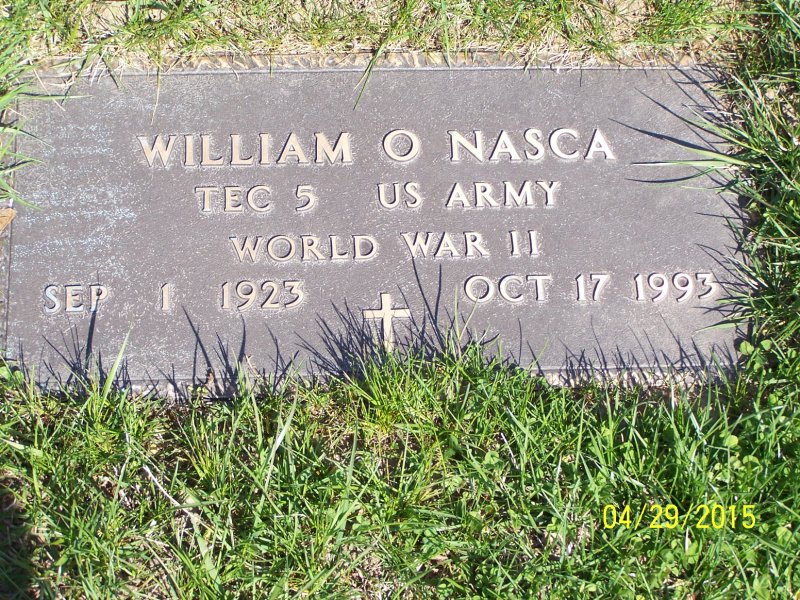 WILLIAM O NASCA
TEC 5 US ARMY
WORLD WAR II
SEP 1 1923 OCT 17 1993
04/29/2015